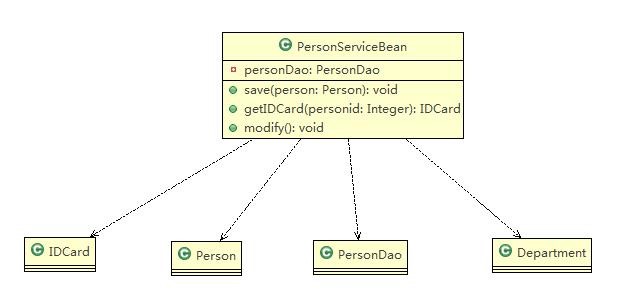 PersonServiceBean
personDao: PersonDao
save(person: Person): void
getIDCard(personid: Integer): IDCard
modify(): void
IDCard
Person
PersonDao
Department